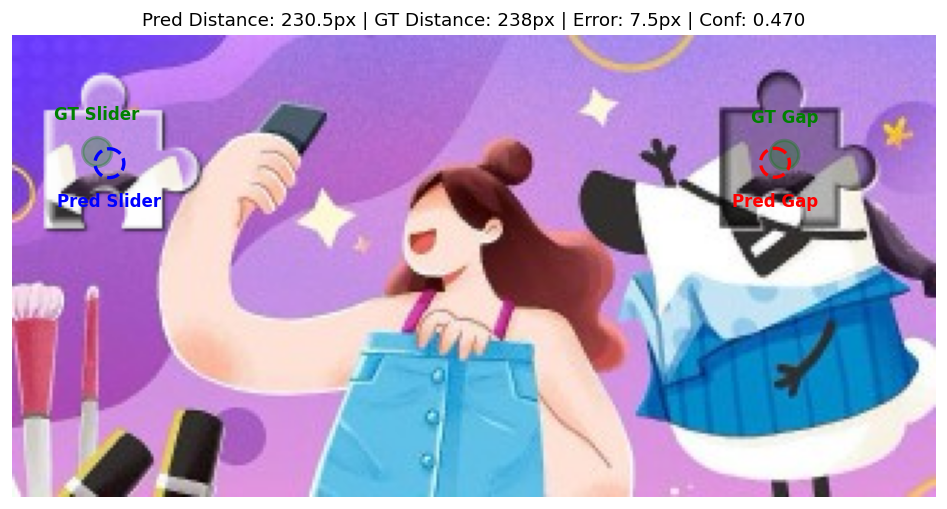 Pred Distance: 230.5px | GT Distance: 238px | Error: 7.5px | Conf: 0.470
GT Slider
GT Gap
Pred Slider
Pred Gap